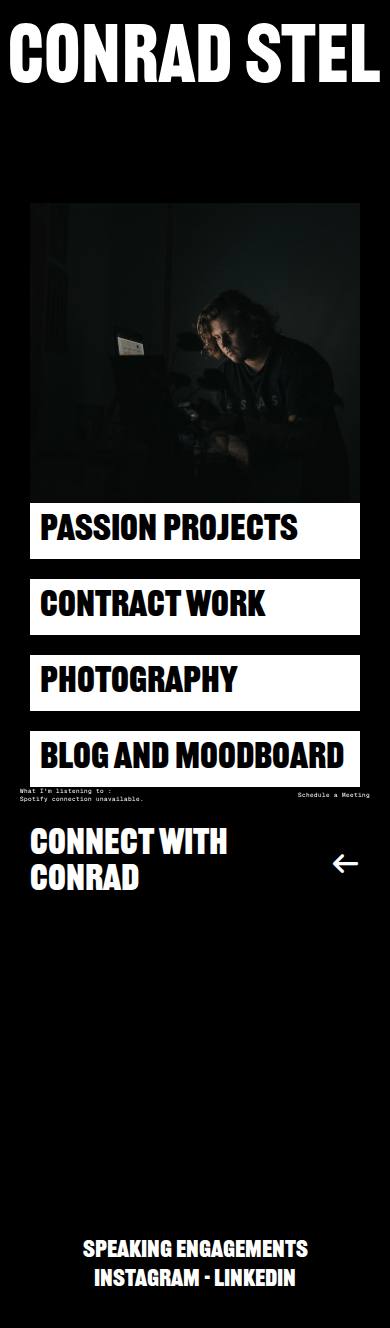 CONRAD STEL
PASSION PROJECTS
CONTRACT WORK
PHOTOGRAPHY
BLOG AND MOODBOARD
What I'm listening to :
Spotify connection unavailable.
Schedule a Meeting
CONNECT WITH
CONRAD
SPEAKING ENGAGEMENTS
INSTAGRAM - LINKEDIN